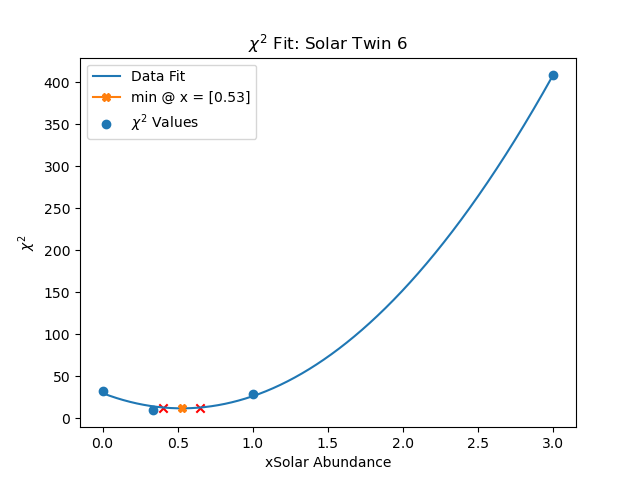 χ² Fit: Solar Twin 6
Data Fit
min @ x = [0.53]
χ² Values
χ²
400
350
300
250
200
150
100
50
0
0.0 0.5 1.0 1.5 2.0 2.5 3.0
xSolar Abundance